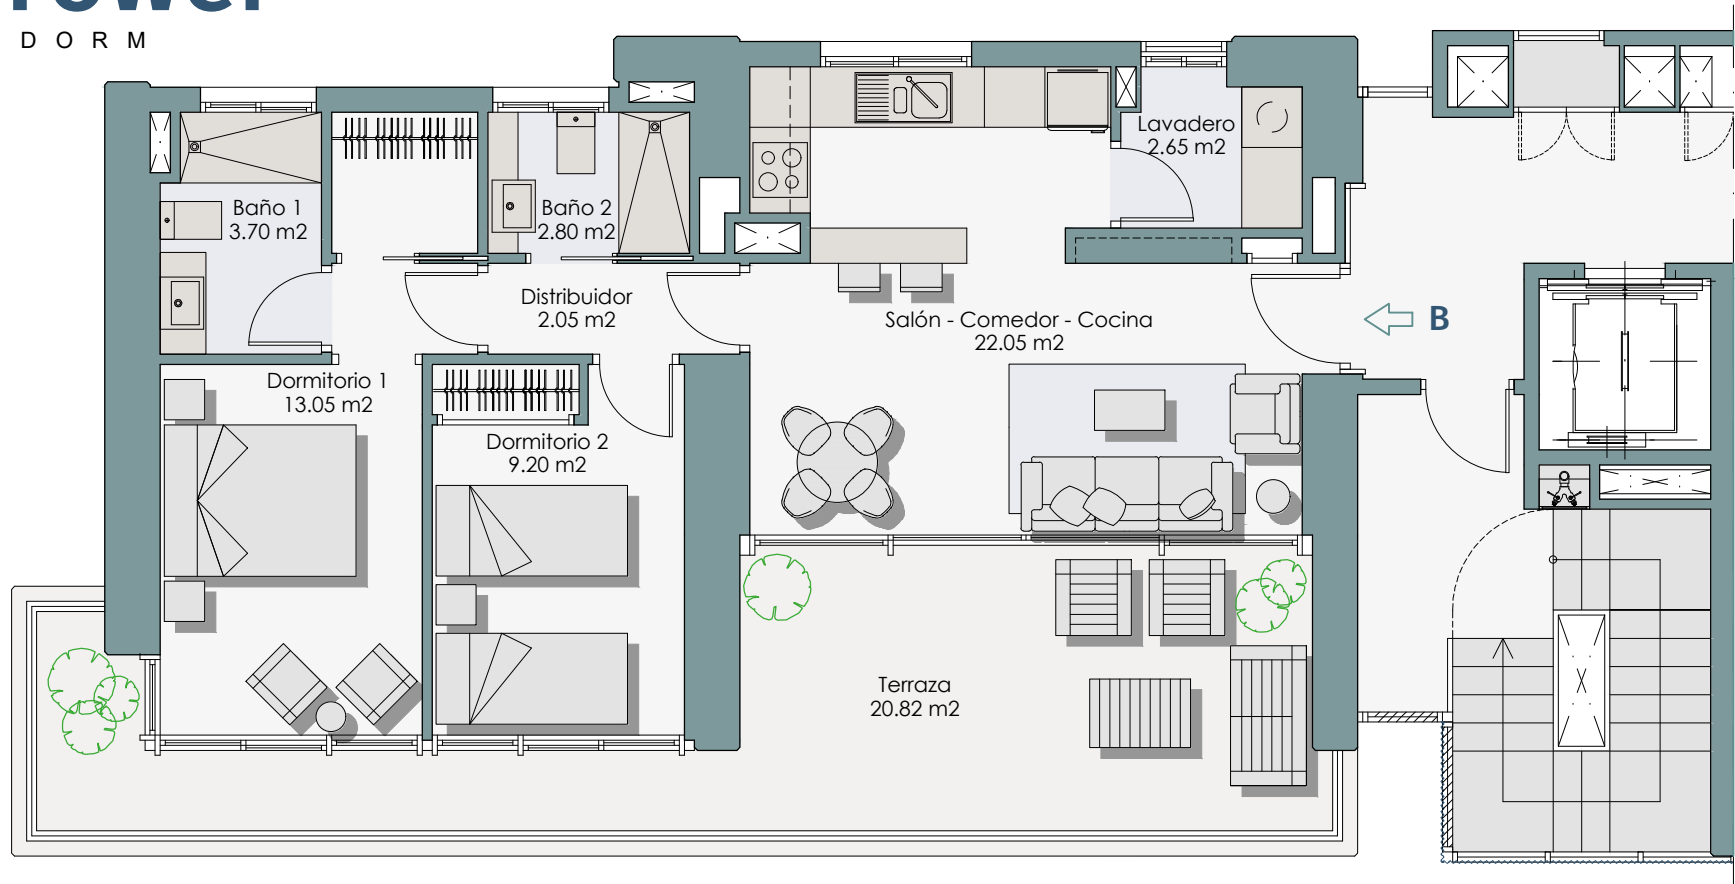 Tower
DORM
Baño 1
3.70 m2
Baño 2
2.80 m2
Lavadero
2.65 m2
Distribuidor
2.05 m2
Salón - Comedor - Cocina
22.05 m2
B
Dormitorio 1
13.05 m2
Dormitorio 2
9.20 m2
Terraza
20.82 m2